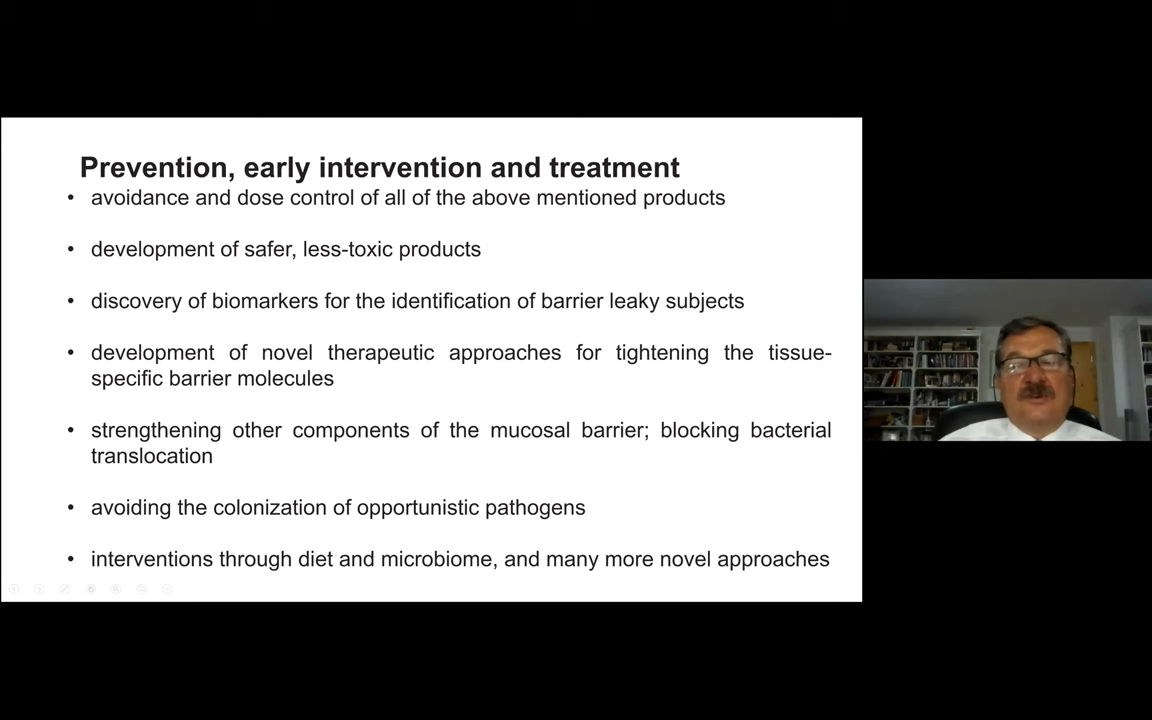 Prevention, early intervention and treatment
• avoidance and dose control of all of the above mentioned products
• development of safer, less-toxic products
• discovery of biomarkers for the identification of barrier leaky subjects
• development of novel therapeutic approaches for tightening the tissue-
specific barrier molecules
• strengthening other components of the mucosal barrier; blocking bacterial
translocation
• avoiding the colonization of opportunistic pathogens
• interventions through diet and microbiome, and many more novel approaches